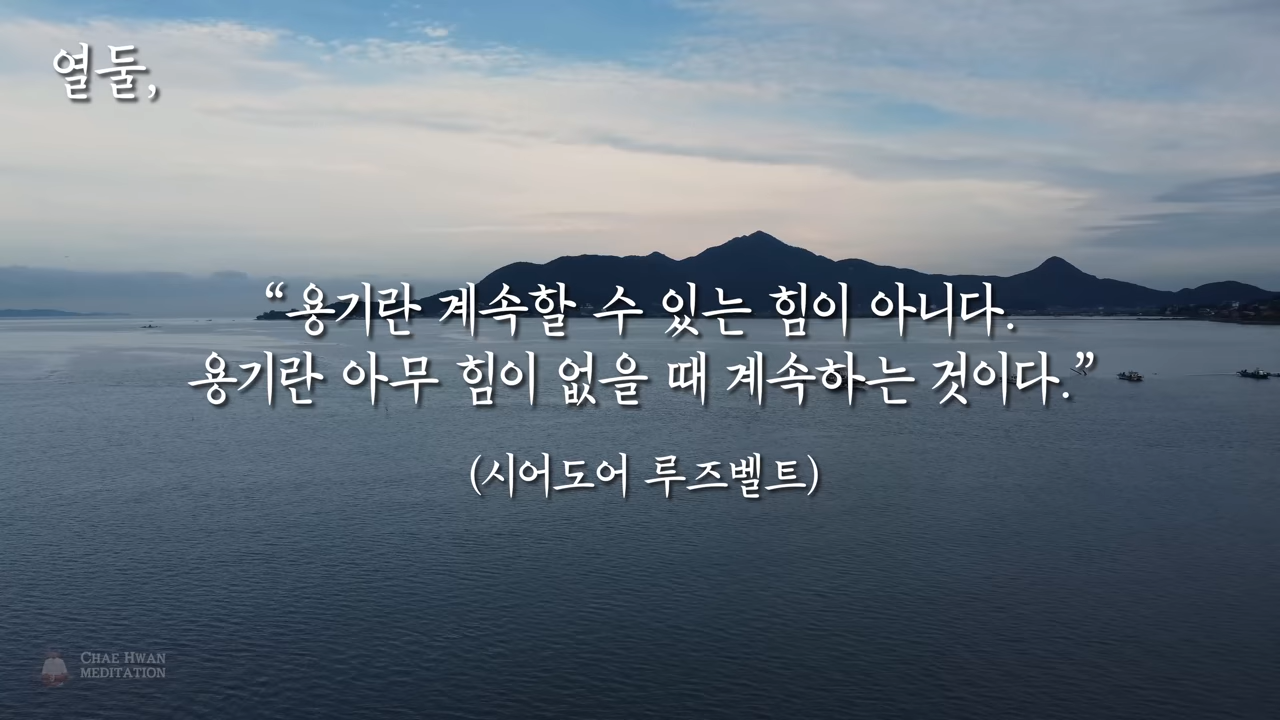 열둘,
“용기란 계속할 수 있는 힘이 아니다.
용기란 아무 힘이 없을 때 계속하는 것이다.”
(시어도어 루즈벨트)
CHAE HWAN
MEDITATION